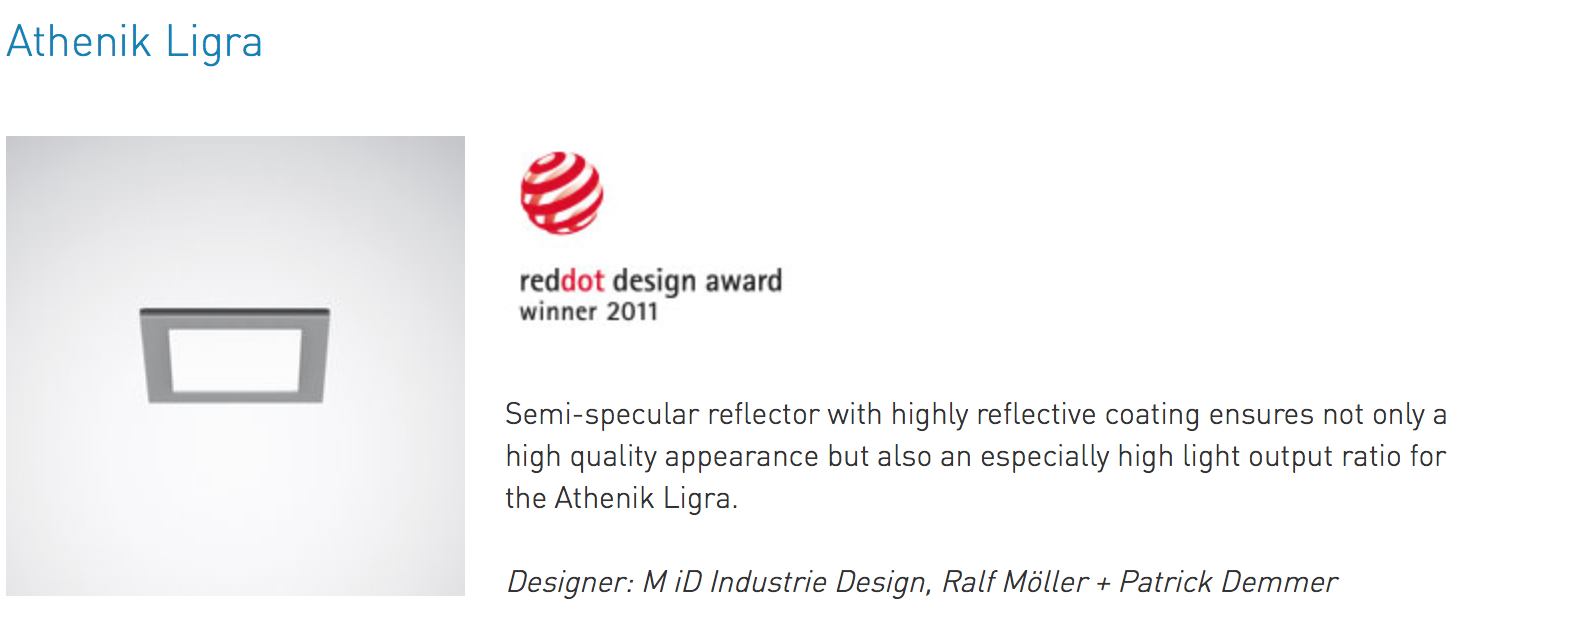 Athenik Ligra
reddot design award
winner 2011
Semi-specular reflector with highly reflective coating ensures not only a
high quality appearance but also an especially high light output ratio for
the Athenik Ligra.
Designer: M iD Industrie Design, Ralf Möller + Patrick Demmer